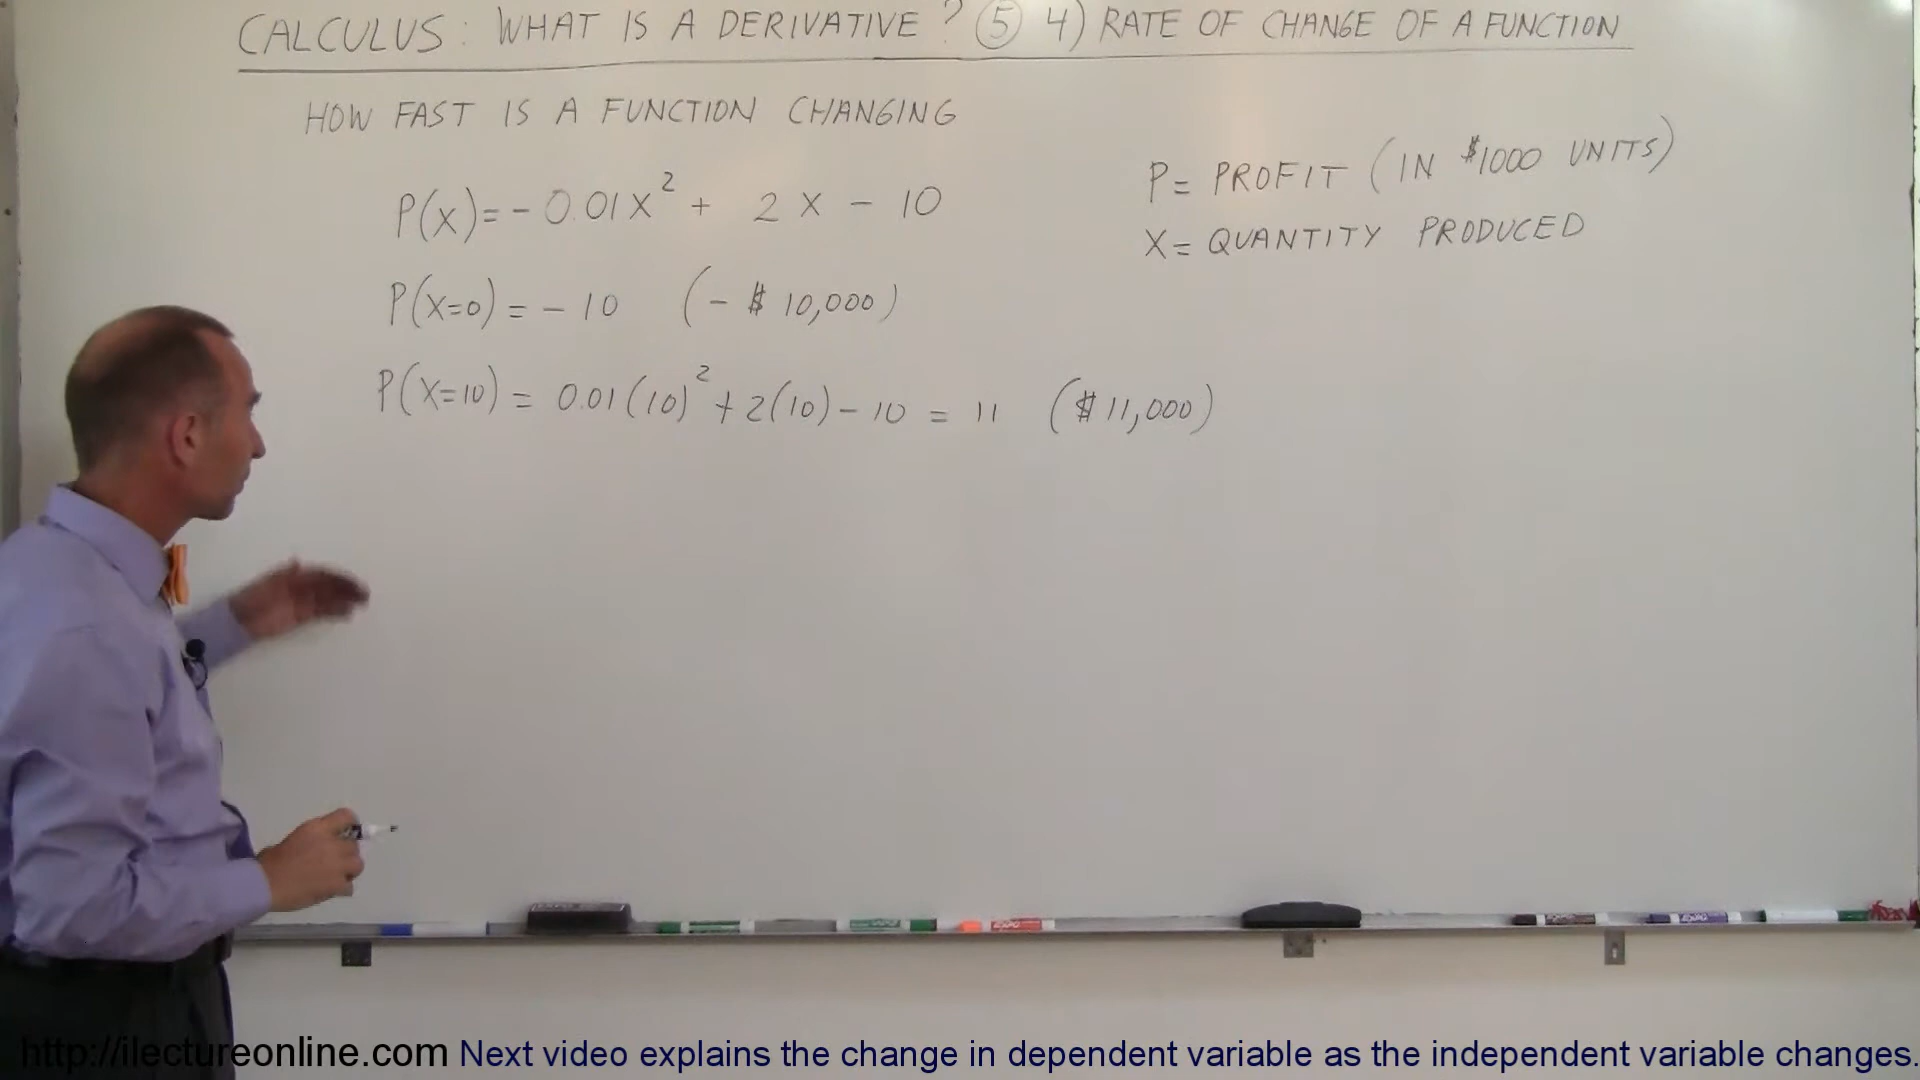 CALCULUS: WHAT IS A DERIVATIVE? ⑤ 4) RATE OF CHANGE OF A FUNCTION
HOW FAST IS A FUNCTION CHANGING
P(X)=-0.01X² + 2X - 10
P= PROFIT (IN $1000 UNITS)
X= QUANTITY PRODUCED
P(X=0) = -10 (-$10,000)
P(X=10) = 0.01(10)² + 2(10) - 10 = 11 ($11,000)
http://ilectureonline.com Next video explains the change in dependent variable as the independent variable changes.